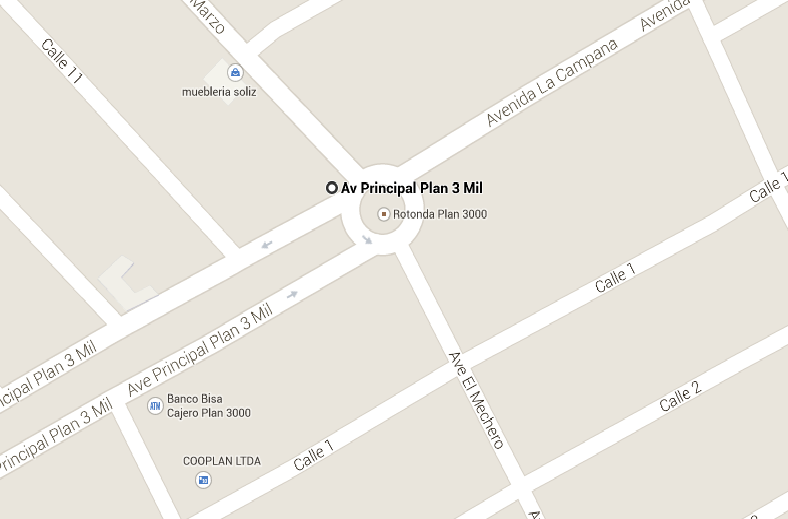 Marzo
Avenida
Calle 11
Avenida La Campana
muebleria soliz
Av Principal Plan 3 Mil
Calle 1
Rotonda Plan 3000
Calle 1
Ave Principal Plan 3 Mil
ncipal Plan 3 Mil
Ave El Mechero
Principal Plan 3 Mil
ATM
Banco Bisa
Cajero Plan 3000
Calle 2
Calle 1
COOPLAN LTDA